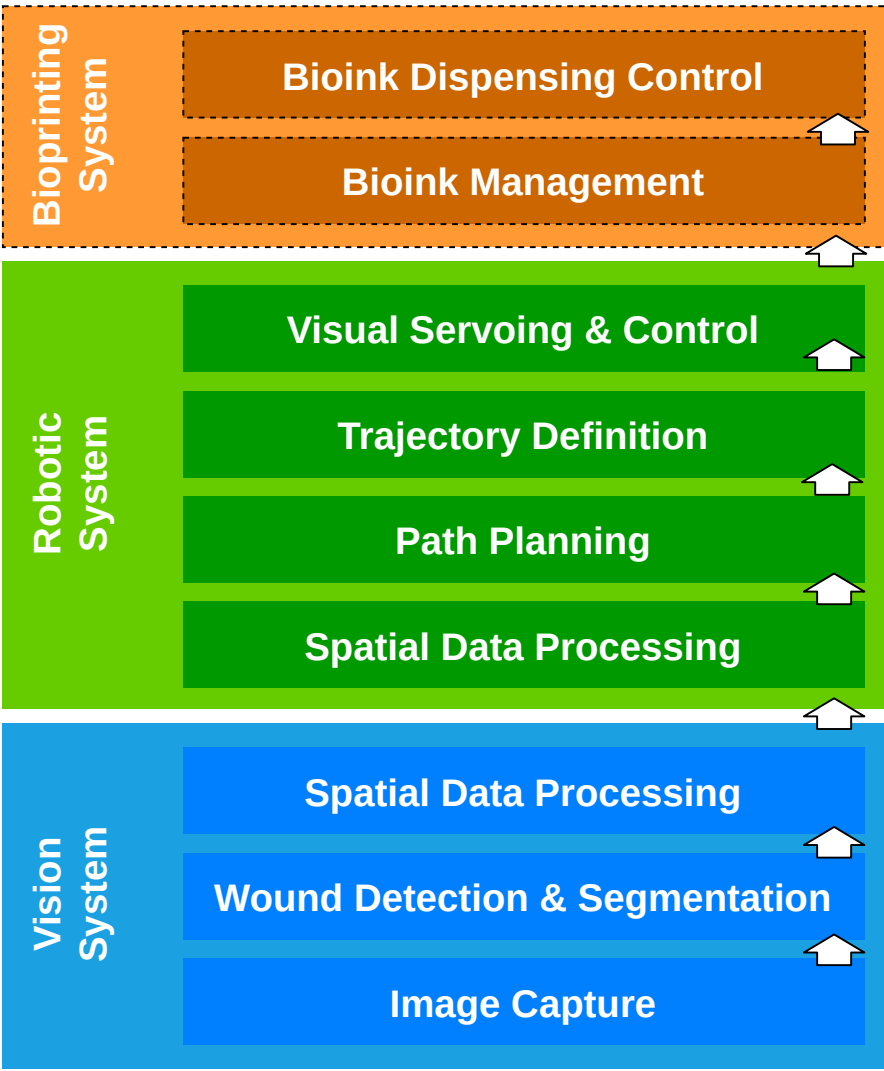 Bioprinting
System
Bioink Dispensing Control
Bioink Management
Robotic
System
Visual Servoing & Control
Trajectory Definition
Path Planning
Spatial Data Processing
Vision
System
Spatial Data Processing
Wound Detection & Segmentation
Image Capture